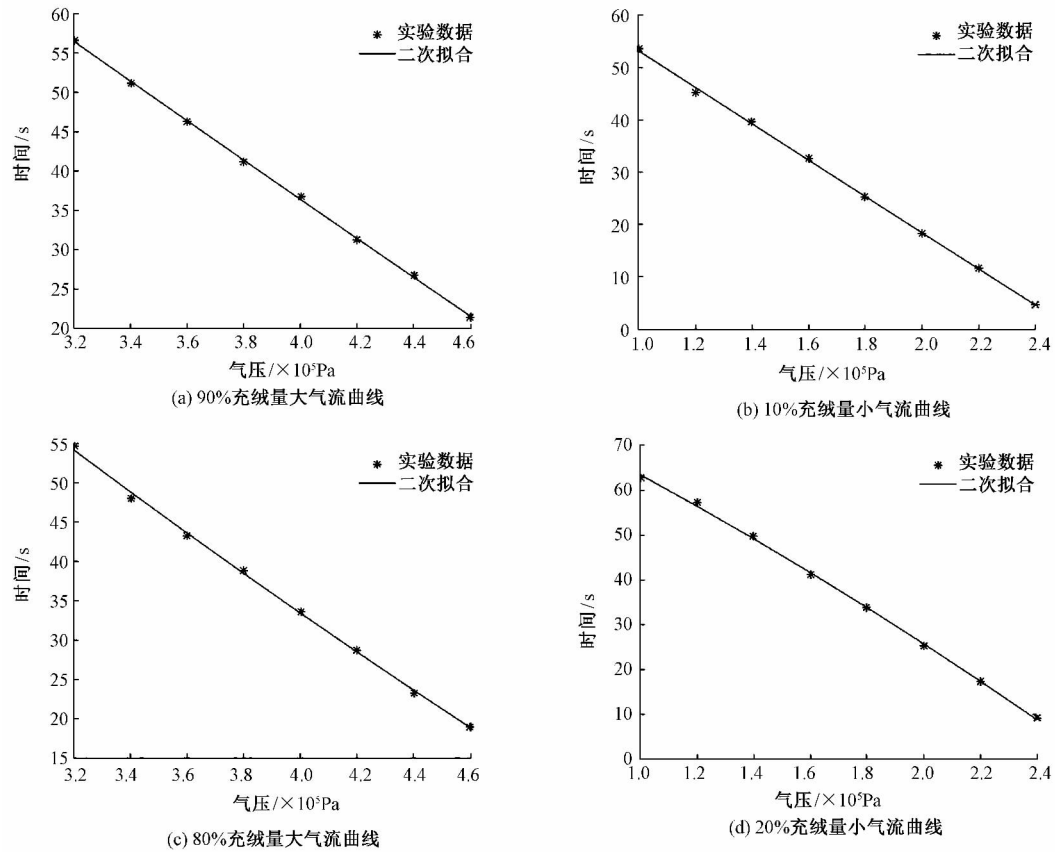 60
55
50
45
40
35
30
25
20
时间/s
* 实验数据
— 二次拟合
3.2 3.4 3.6 3.8 4.0 4.2 4.4 4.6
气压/×10⁵Pa
(a) 90%充绒量大气流曲线
60
50
40
30
20
10
0
时间/s
* 实验数据
— 二次拟合
1.0 1.2 1.4 1.6 1.8 2.0 2.2 2.4
气压/×10⁵Pa
(b) 10%充绒量小气流曲线
55
50
45
40
35
30
25
20
15
时间/s
* 实验数据
— 二次拟合
3.2 3.4 3.6 3.8 4.0 4.2 4.4 4.6
气压/×10⁵Pa
(c) 80%充绒量大气流曲线
70
60
50
40
30
20
10
0
时间/s
* 实验数据
— 二次拟合
1.0 1.2 1.4 1.6 1.8 2.0 2.2 2.4
气压/×10⁵Pa
(d) 20%充绒量小气流曲线